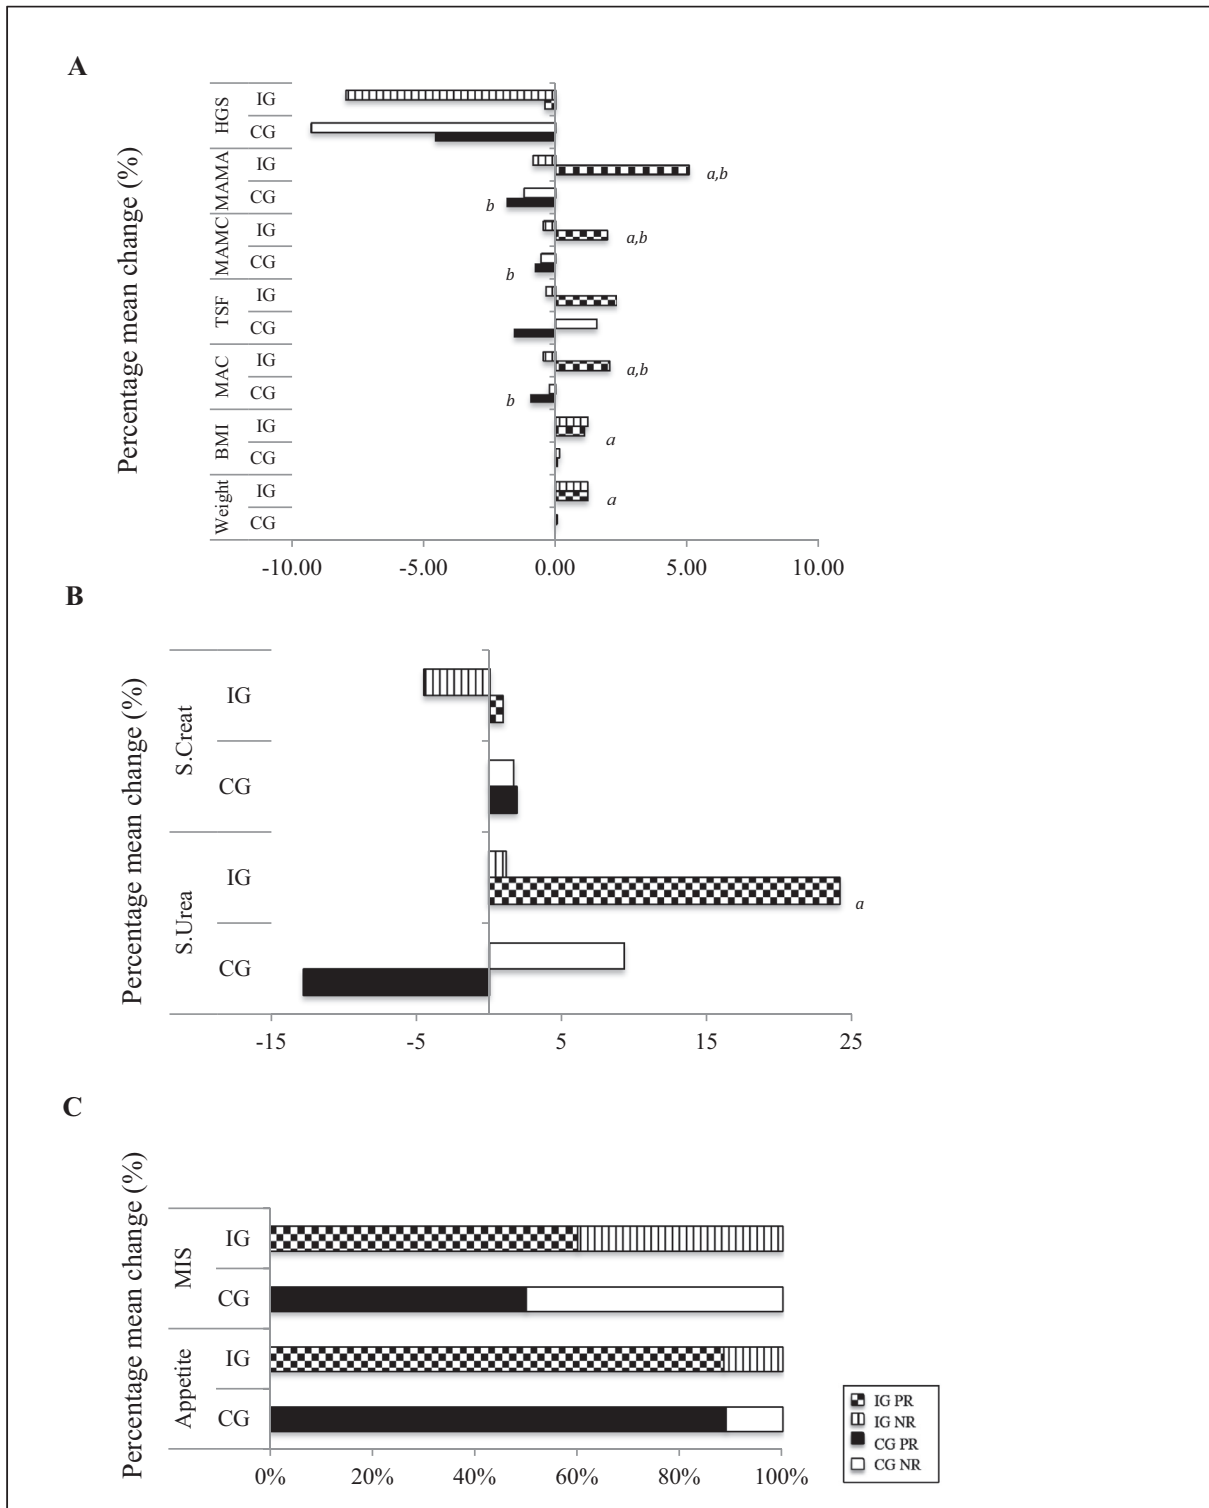 A
Percentage mean change (%)
HGS
IG
CG
MAMA
IG
a,b
CG
b
MAMC
IG
a,b
CG
b
TSF
IG
CG
MAC
IG
a,b
CG
b
BMI
IG
a
CG
Weight
IG
a
CG
-10.00 -5.00 0.00 5.00 10.00
B
Percentage mean change (%)
S.Creat
IG
CG
S.Urea
IG
a
CG
-15 -5 5 15 25
C
Percentage mean change (%)
MIS
IG
CG
Appetite
IG
CG
0% 20% 40% 60% 80% 100%
IG PR
IG NR
CG PR
CG NR